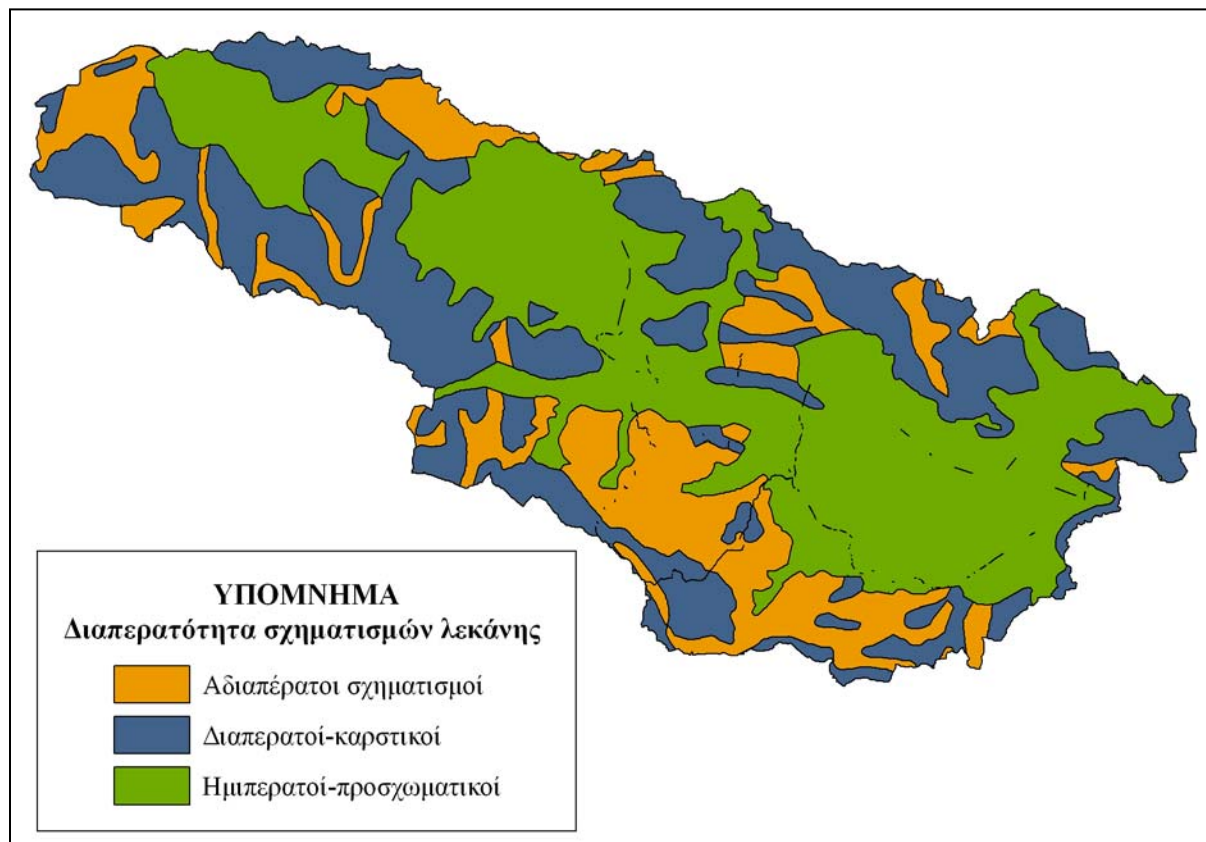 ΥΠΟΜΝΗΜΑ
Διαπερατότητα σχηματισμών λεκάνης
Αδιαπέρατοι σχηματισμοί
Διαπερατοί-καρστικοί
Ημιπερατοί-προσχωματικοί